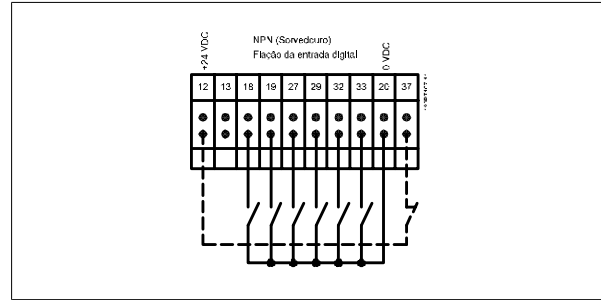 +24 VDC
NPN (Sorvedouro)
Fiação da entrada digital
0 VDC
12 13 18 19 27 29 32 33 20 37